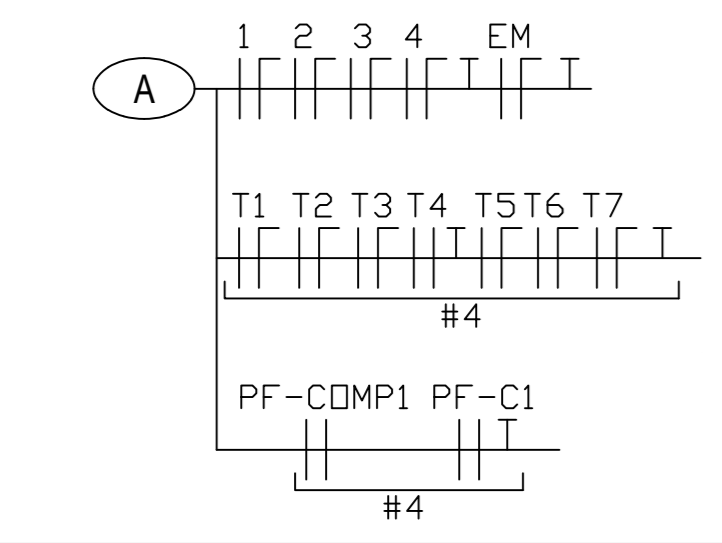 1 2 3 4 EM
A
T1 T2 T3 T4 T5 T6 T7
#4
PF-COMP1 PF-C1
#4